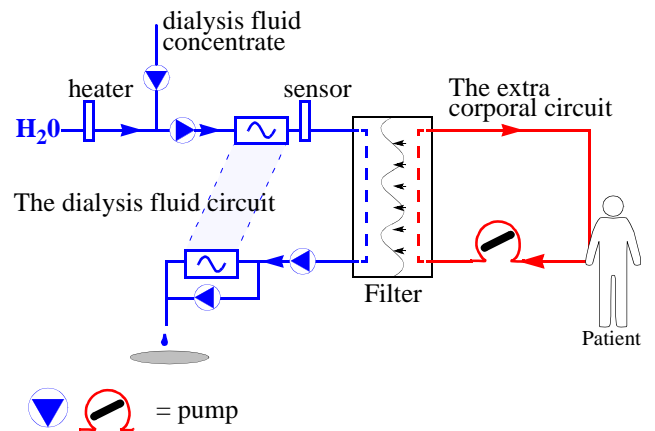 dialysis fluid
concentrate
heater
sensor
The extra
corporal circuit
H20
The dialysis fluid circuit
Filter
Patient
= pump